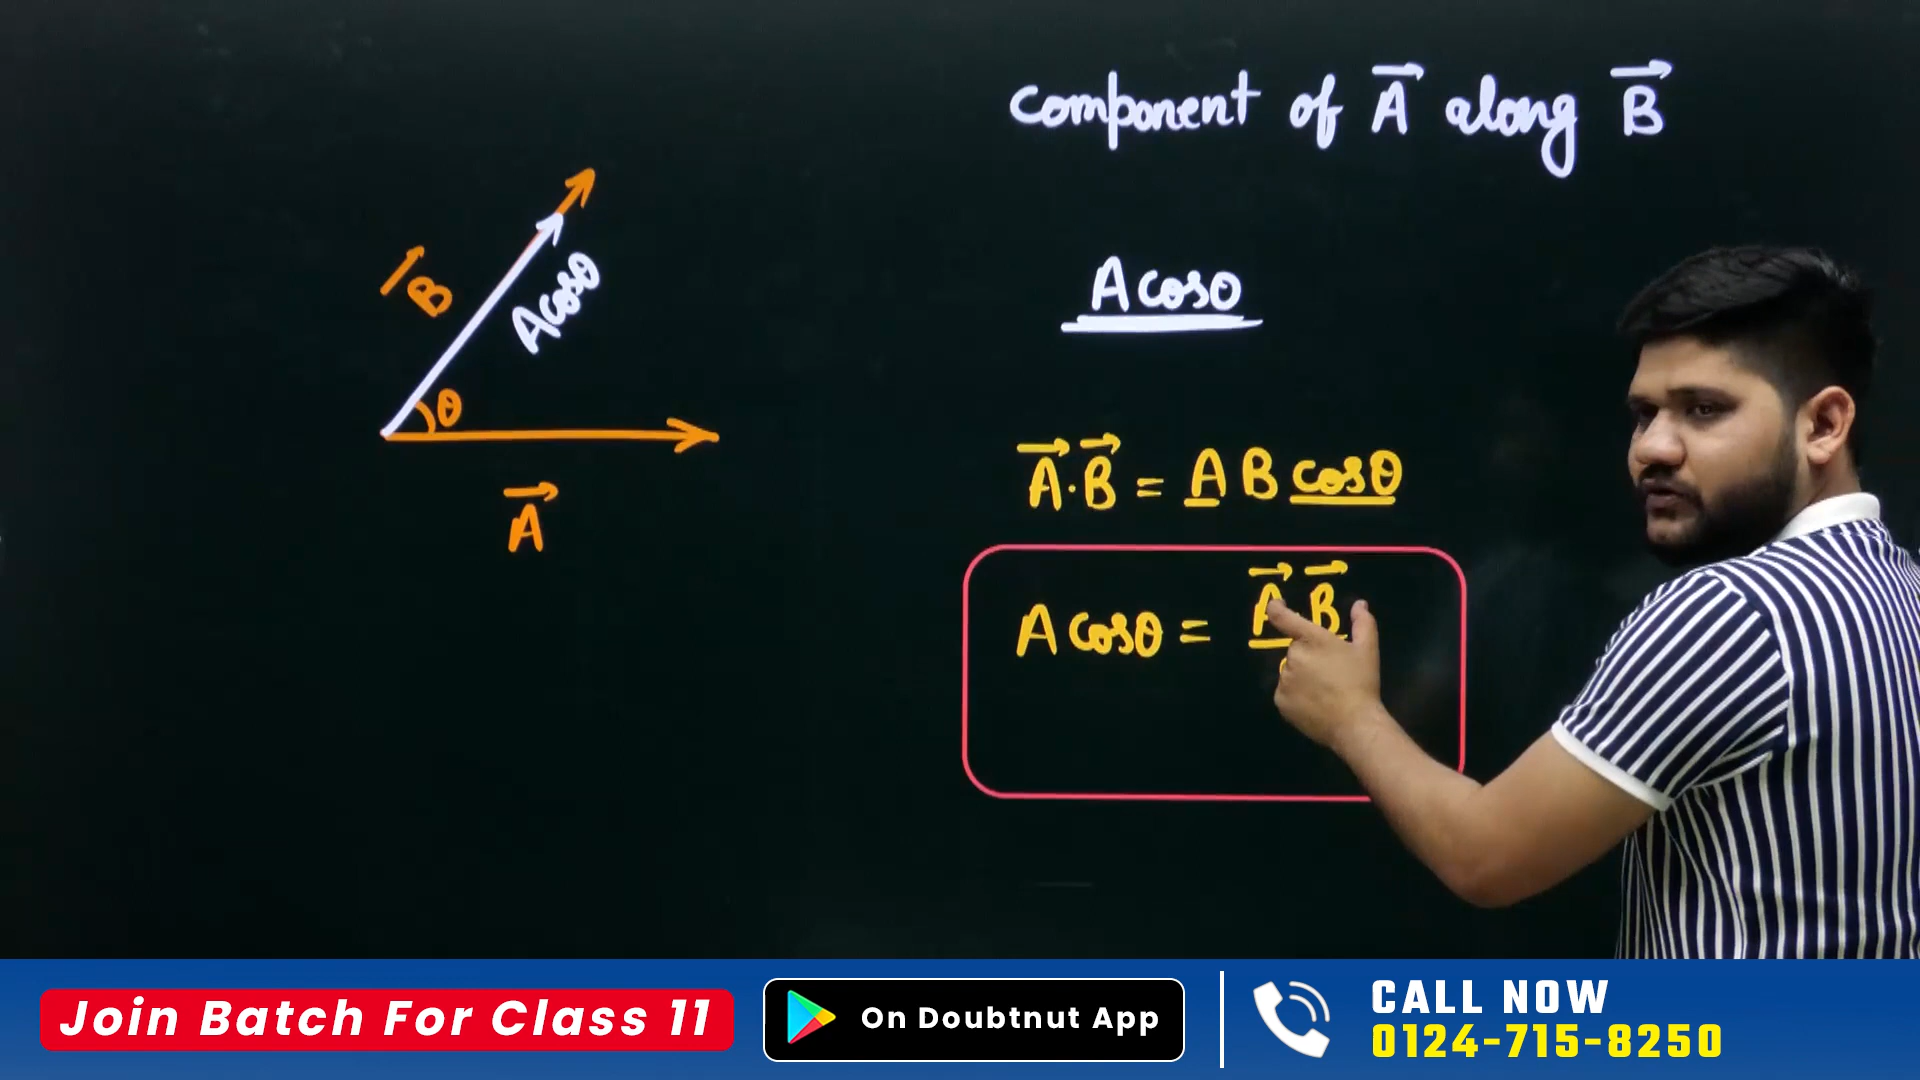 component of A⃗ along B⃗
A cosθ
B⃗
A cosθ
θ
A⃗
A⃗·B⃗ = A B cosθ
A cosθ = A⃗ B⃗
Join Batch For Class 11
On Doubtnut App
CALL NOW
0124-715-8250